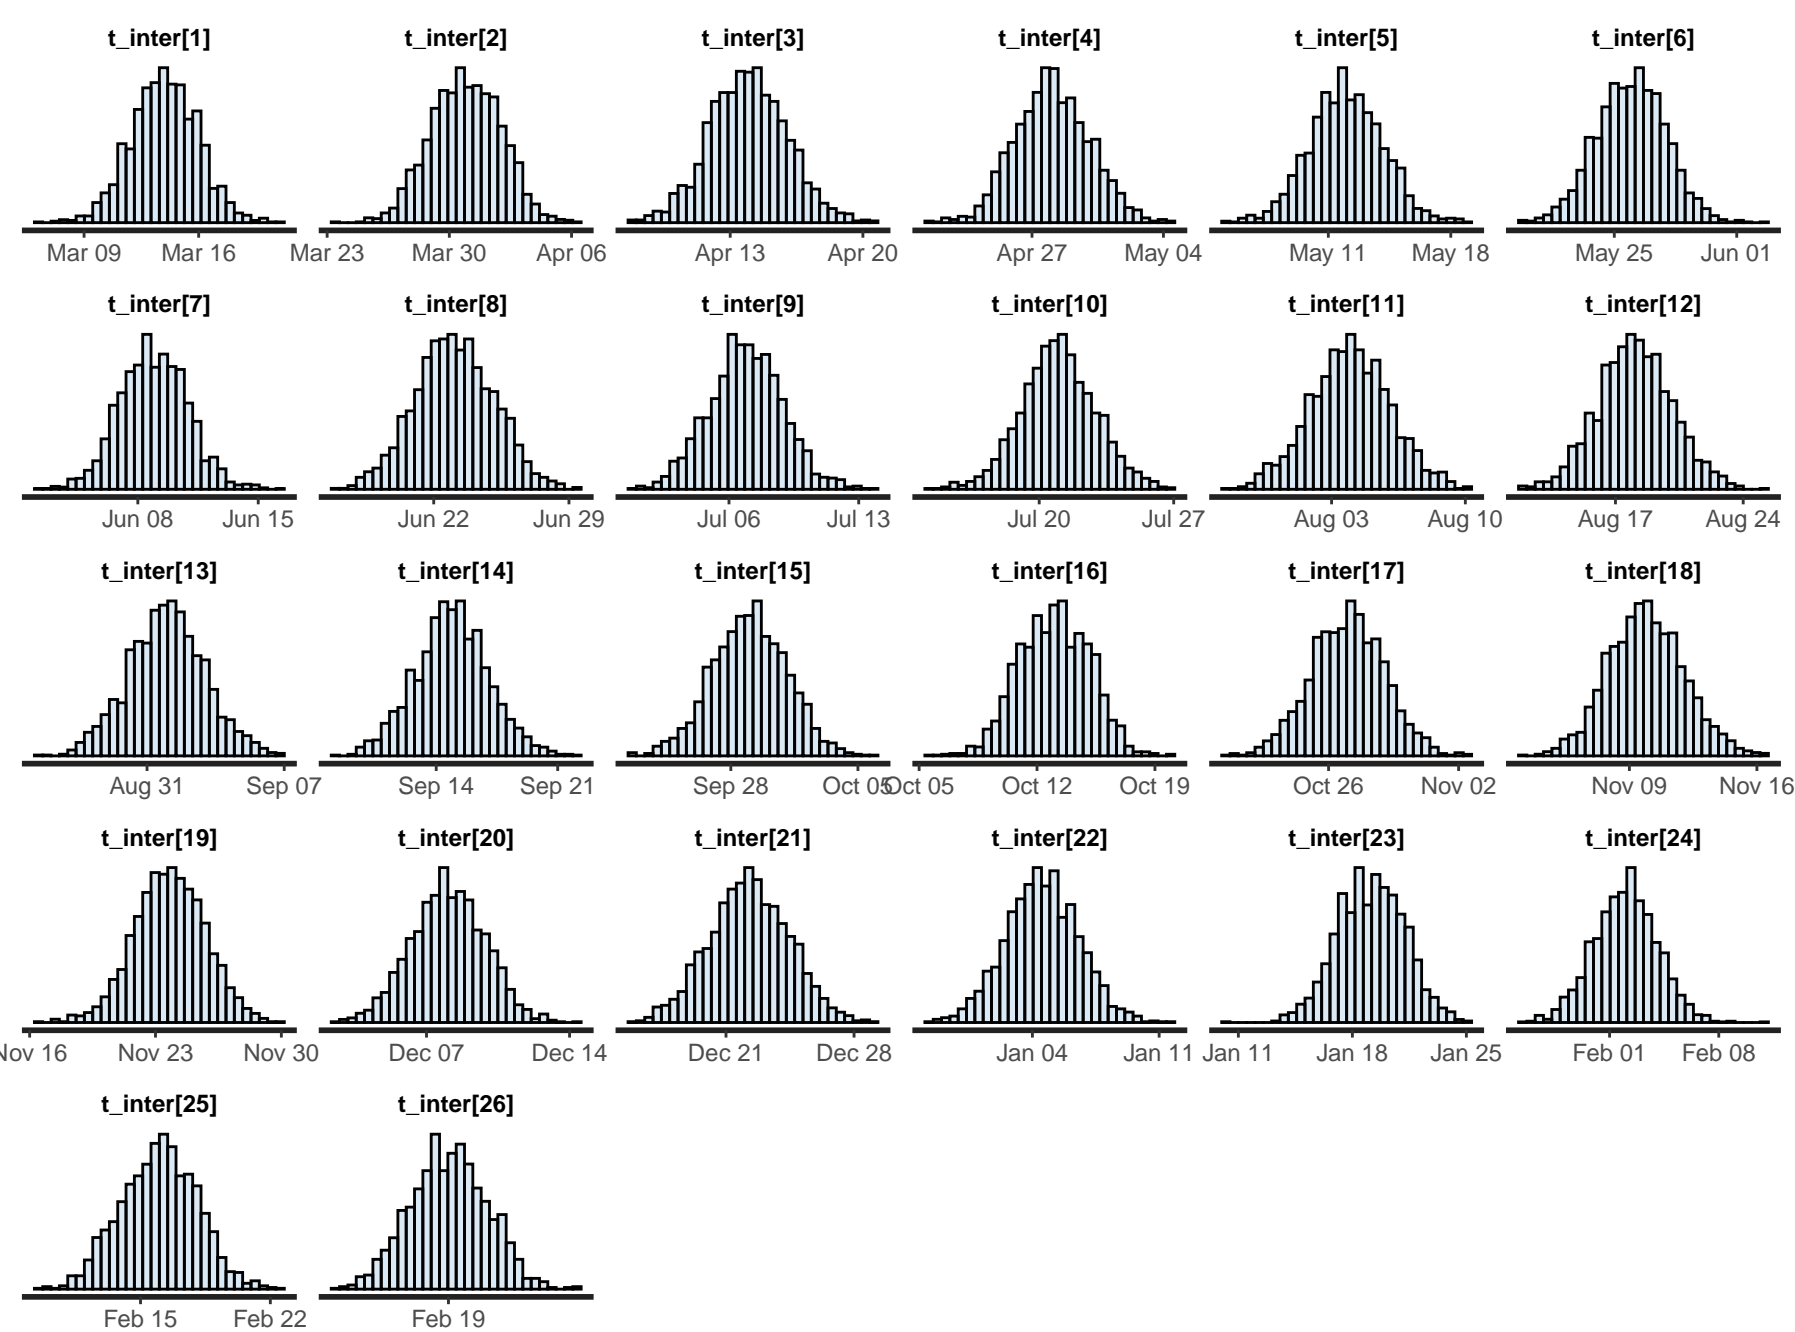 t_inter[1] t_inter[2] t_inter[3] t_inter[4] t_inter[5] t_inter[6]
Mar 09 Mar 16 Mar 23 Mar 30 Apr 06 Apr 13 Apr 20 Apr 27 May 04 May 11 May 18 May 25 Jun 01
t_inter[7] t_inter[8] t_inter[9] t_inter[10] t_inter[11] t_inter[12]
Jun 08 Jun 15 Jun 22 Jun 29 Jul 06 Jul 13 Jul 20 Jul 27 Aug 03 Aug 10 Aug 17 Aug 24
t_inter[13] t_inter[14] t_inter[15] t_inter[16] t_inter[17] t_inter[18]
Aug 31 Sep 07 Sep 14 Sep 21 Sep 28 Oct 05 Oct 05 Oct 12 Oct 19 Oct 26 Nov 02 Nov 09 Nov 16
t_inter[19] t_inter[20] t_inter[21] t_inter[22] t_inter[23] t_inter[24]
Nov 16 Nov 23 Nov 30 Dec 07 Dec 14 Dec 21 Dec 28 Jan 04 Jan 11 Jan 11 Jan 18 Jan 25 Feb 01 Feb 08
t_inter[25] t_inter[26]
Feb 15 Feb 22 Feb 19